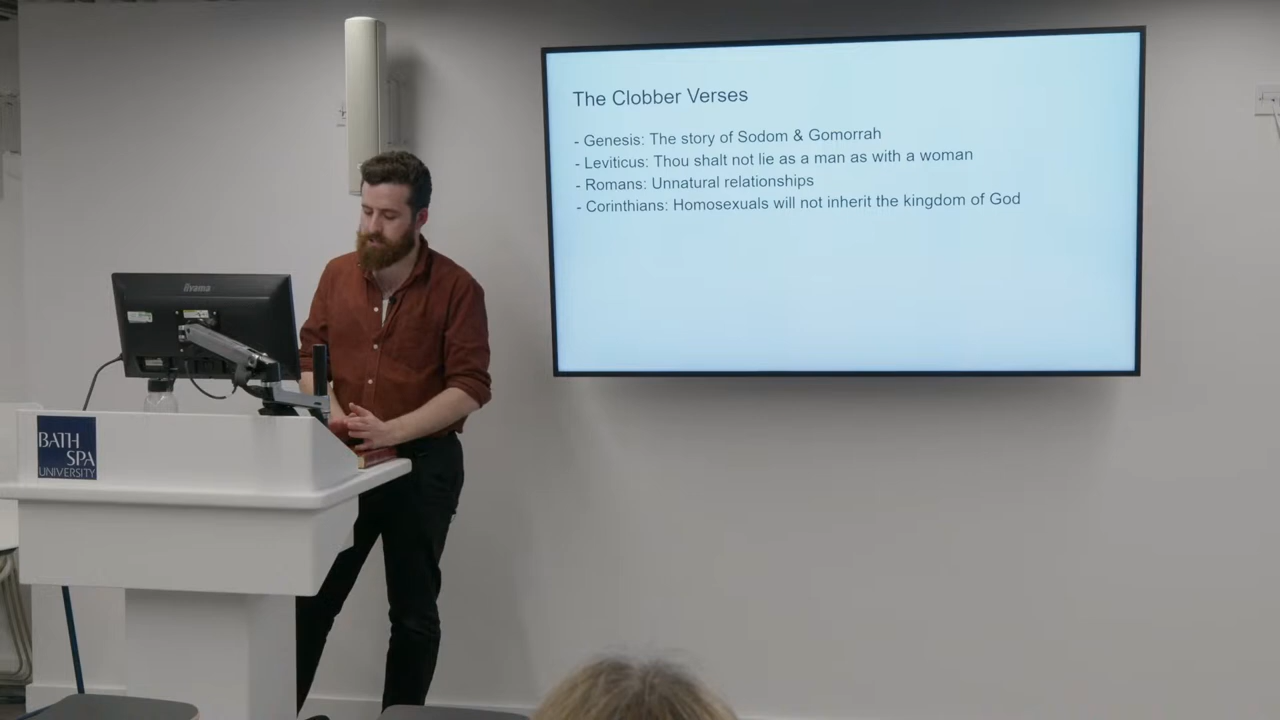 The Clobber Verses
- Genesis: The story of Sodom & Gomorrah
- Leviticus: Thou shalt not lie as a man as with a woman
- Romans: Unnatural relationships
- Corinthians: Homosexuals will not inherit the kingdom of God
iiyama
BATH
SPA
UNIVERSITY